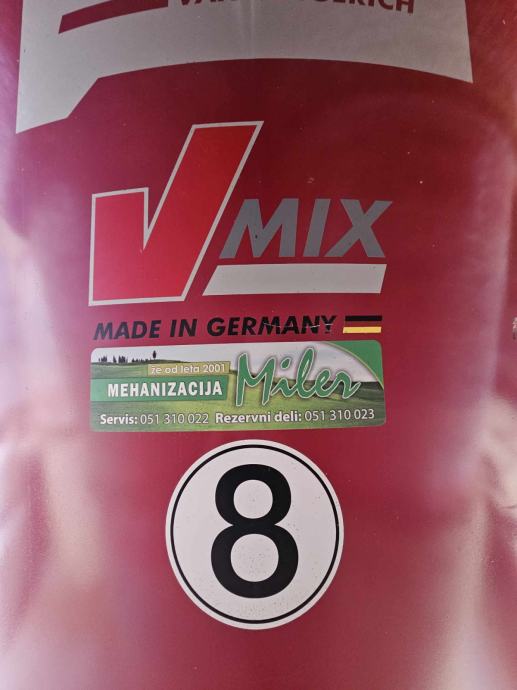 VMIX
MADE IN GERMANY
že od leta 2001
MEHANIZACIJA Miler
Servis: 051 310 022 Rezervni deli: 051 310 023
8